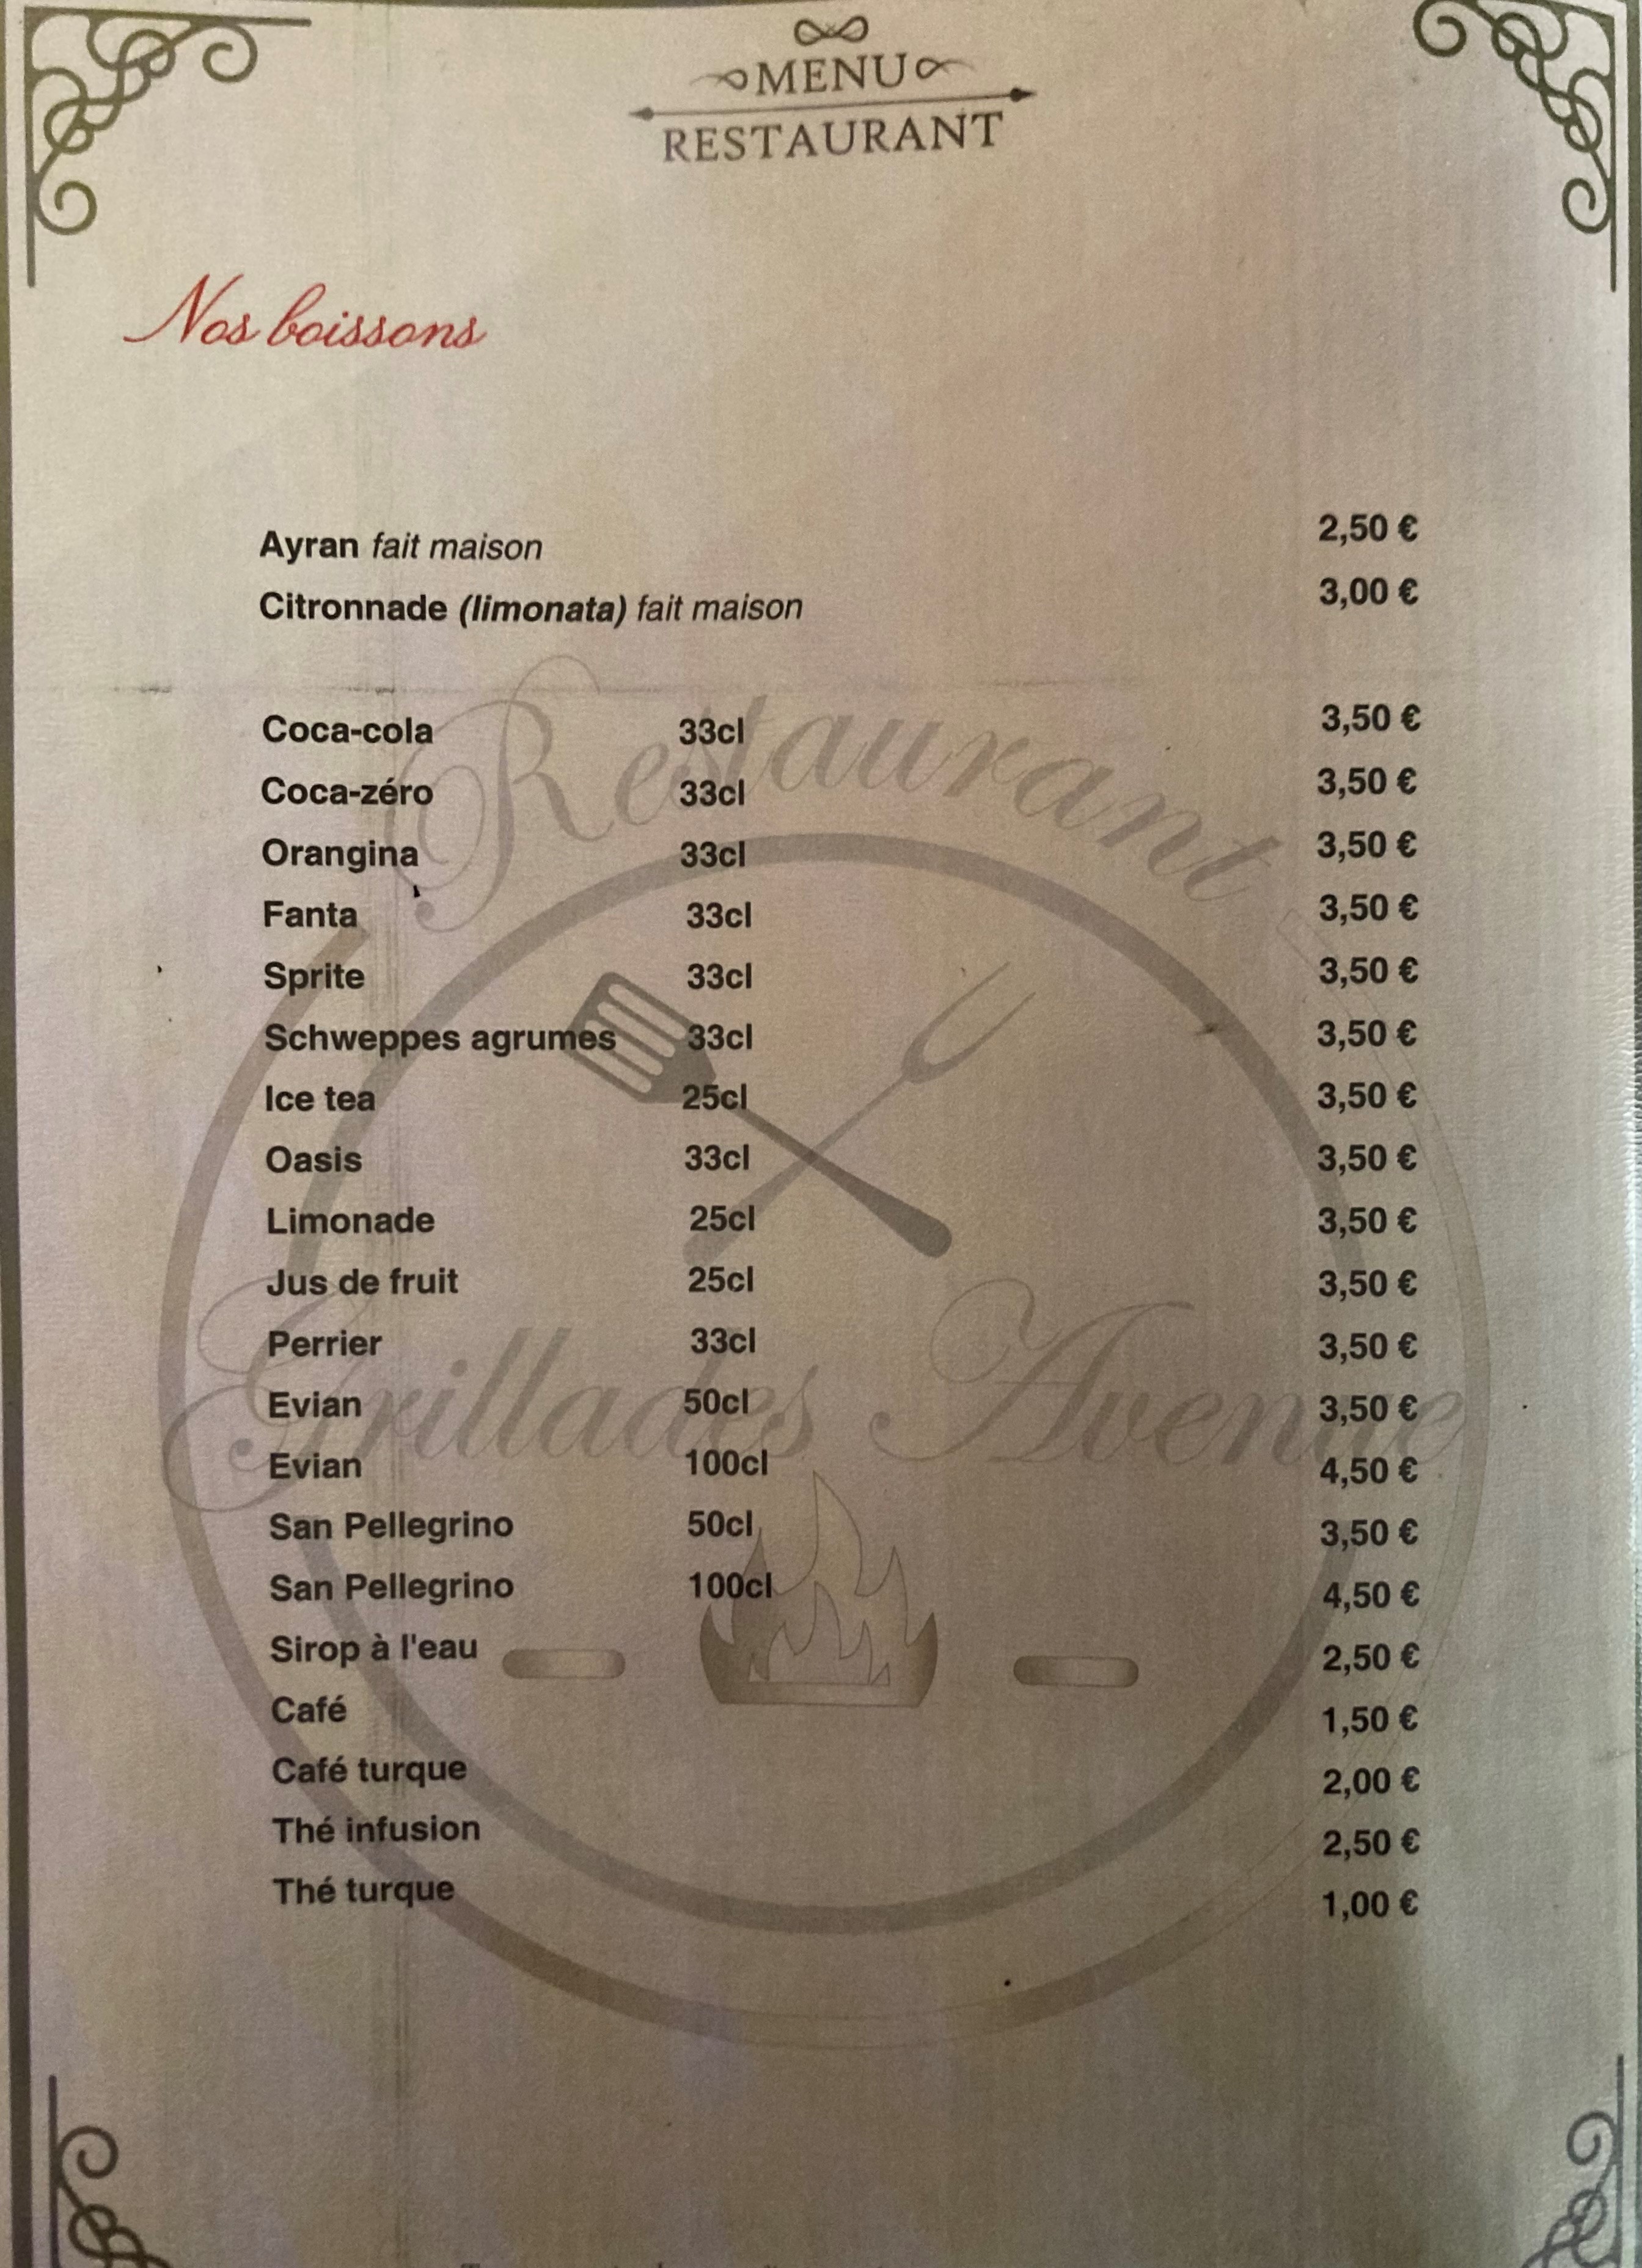 MENU
RESTAURANT
Nos boissons
Ayran fait maison 2,50 €
Citronnade (limonata) fait maison 3,00 €
Coca-cola 33cl 3,50 €
Coca-zéro 33cl 3,50 €
Orangina 33cl 3,50 €
Fanta 33cl 3,50 €
Sprite 33cl 3,50 €
Schweppes agrumes 33cl 3,50 €
Ice tea 25cl 3,50 €
Oasis 33cl 3,50 €
Limonade 25cl 3,50 €
Jus de fruit 25cl 3,50 €
Perrier 33cl 3,50 €
Evian 50cl 3,50 €
Evian 100cl 4,50 €
San Pellegrino 50cl 3,50 €
San Pellegrino 100cl 4,50 €
Sirop à l'eau 2,50 €
Café 1,50 €
Café turque 2,00 €
Thé infusion 2,50 €
Thé turque 1,00 €
Restaurant
Grillades Avenue